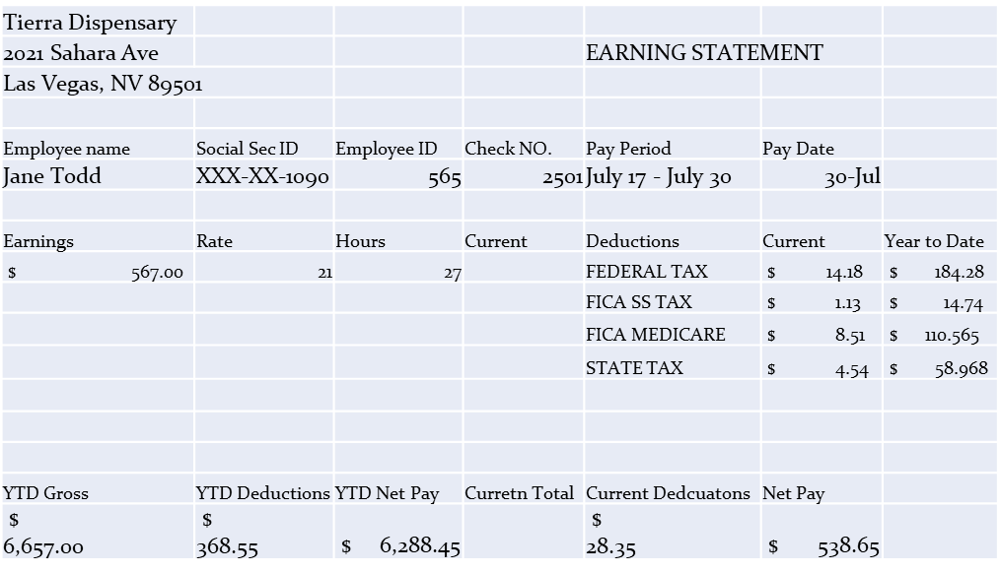 Tierra Dispensary
2021 Sahara Ave EARNING STATEMENT
Las Vegas, NV 89501
Employee name Social Sec ID Employee ID Check NO. Pay Period Pay Date
Jane Todd XXX-XX-1090 565 2501 July 17 - July 30 30-Jul
Earnings Rate Hours Current Deductions Current Year to Date
$ 567.00 21 27 FEDERAL TAX $ 14.18 $ 184.28
FICA SS TAX $ 1.13 $ 14.74
FICA MEDICARE $ 8.51 $ 110.565
STATE TAX $ 4.54 $ 58.968
YTD Gross YTD Deductions YTD Net Pay Curretn Total Current Dedcuatons Net Pay
$ $ $
6,657.00 368.55 $ 6,288.45 28.35 $ 538.65